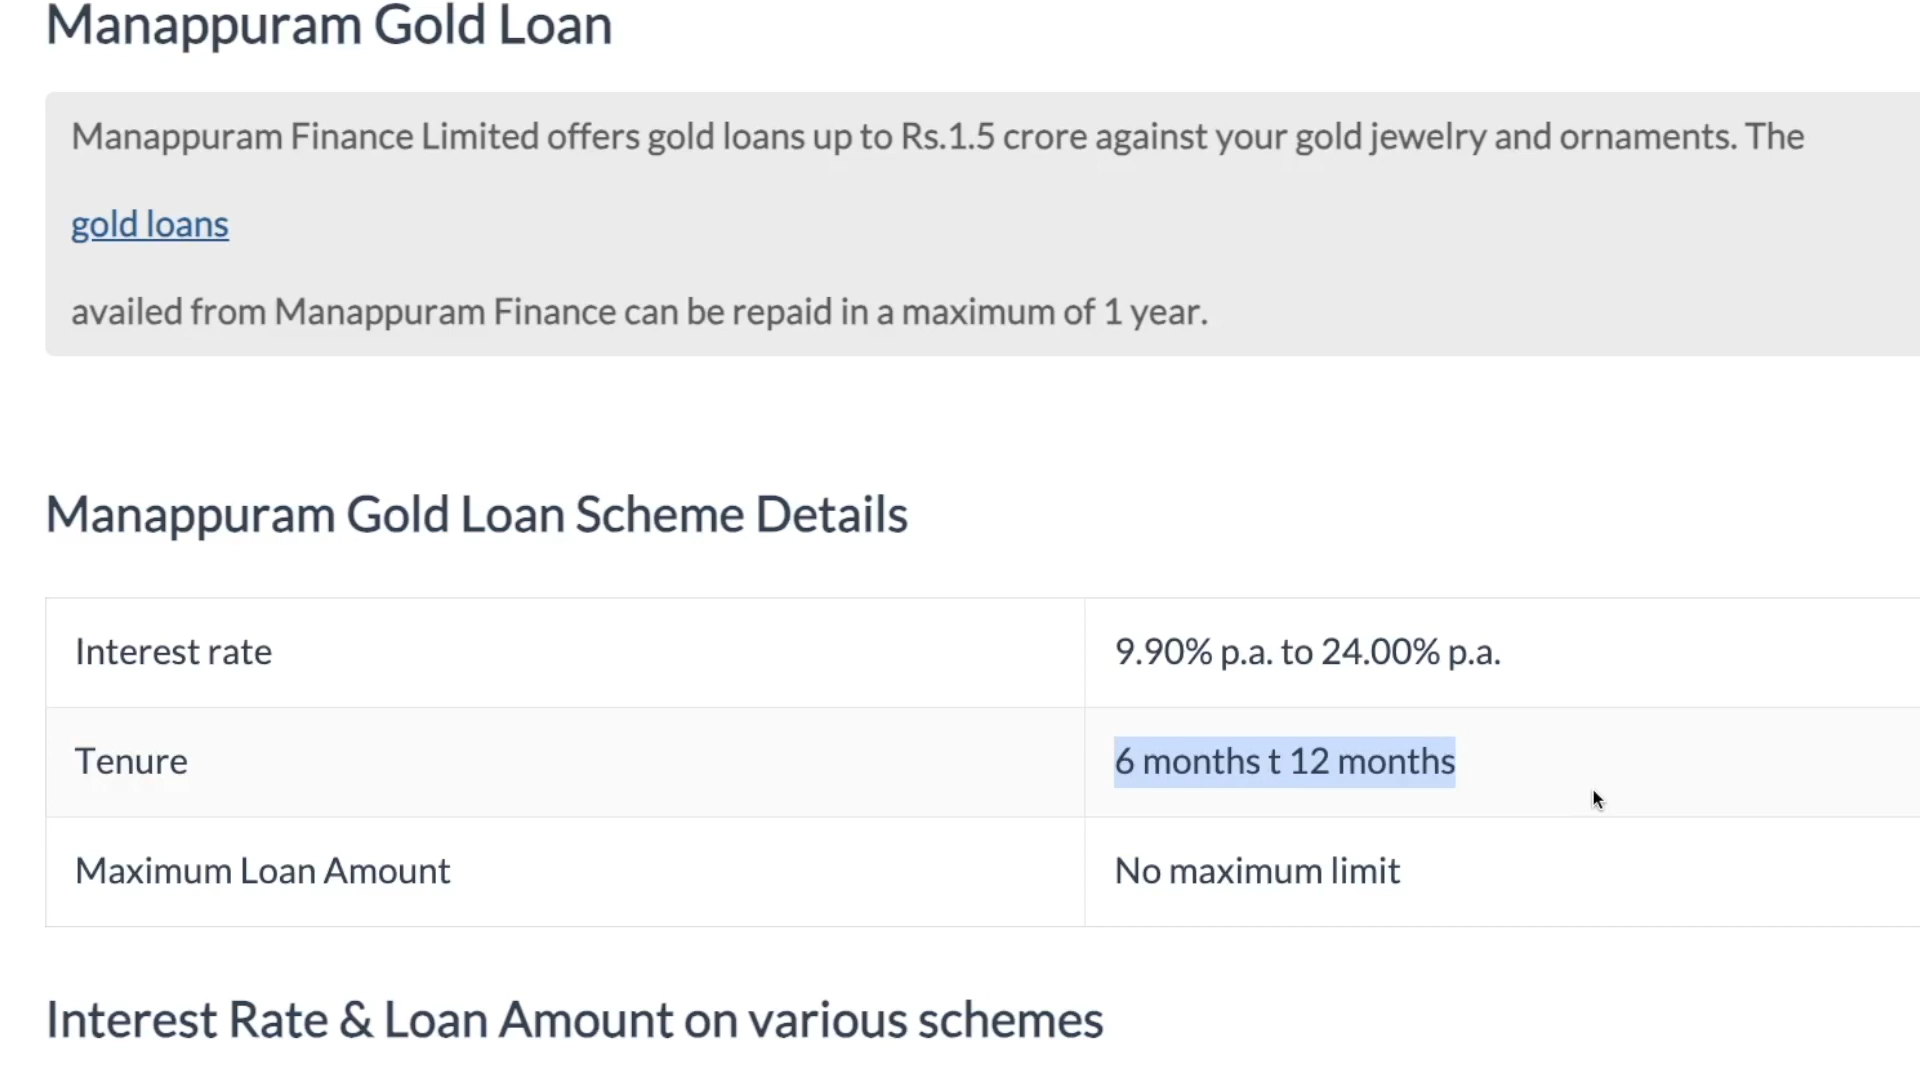 Manappuram Gold Loan
Manappuram Finance Limited offers gold loans up to Rs.1.5 crore against your gold jewelry and ornaments. The
gold loans
availed from Manappuram Finance can be repaid in a maximum of 1 year.
Manappuram Gold Loan Scheme Details
Interest rate 9.90% p.a. to 24.00% p.a.
Tenure 6 months t 12 months
Maximum Loan Amount No maximum limit
Interest Rate & Loan Amount on various schemes